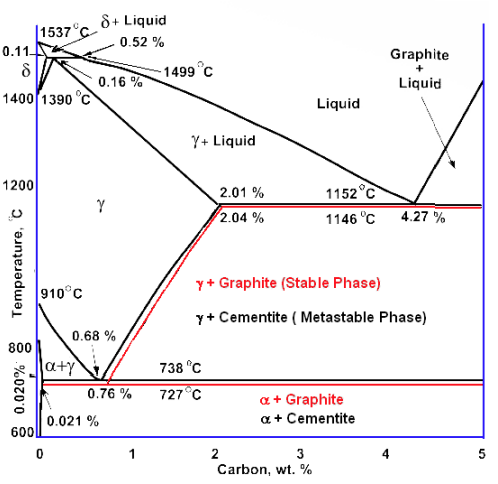 1537 °C
δ + Liquid
0.11
0.52 %
δ
1499 °C
0.16 %
1390 °C
1400
Graphite
+
Liquid
Liquid
γ + Liquid
1200
2.01 %
1152 °C
2.04 %
1146 °C
4.27 %
γ
Temperature, °C
γ + Graphite (Stable Phase)
910 °C
γ + Cementite ( Metastable Phase)
0.68 %
800
α+γ
738 °C
0.020%
0.76 %
727 °C
α + Graphite
0.021 %
α + Cementite
600
0
1
2
3
4
5
Carbon, wt. %